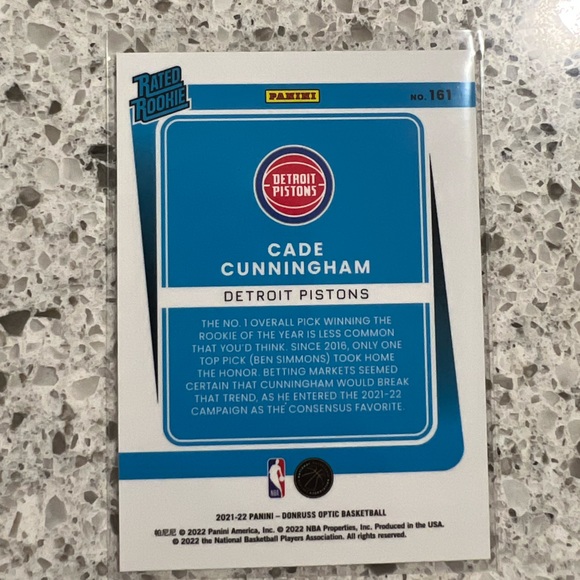 RATED
ROOKIE
PANINI
NO. 161
DETROIT
PISTONS
CADE
CUNNINGHAM
DETROIT PISTONS
THE NO. 1 OVERALL PICK WINNING THE
ROOKIE OF THE YEAR IS LESS COMMON
THAT YOU'D THINK. SINCE 2016, ONLY ONE
TOP PICK (BEN SIMMONS) TOOK HOME
THE HONOR. BETTING MARKETS SEEMED
CERTAIN THAT CUNNINGHAM WOULD BREAK
THAT TREND, AS HE ENTERED THE 2021-22
CAMPAIGN AS THE CONSENSUS FAVORITE
NBA
2021-22 PANINI – DONRUSS OPTIC BASKETBALL
帕尼尼 © 2022 Panini America, Inc. © 2022 NBA Properties, Inc. Produced in the USA.
© 2022 the National Basketball Players Association. All rights reserved.